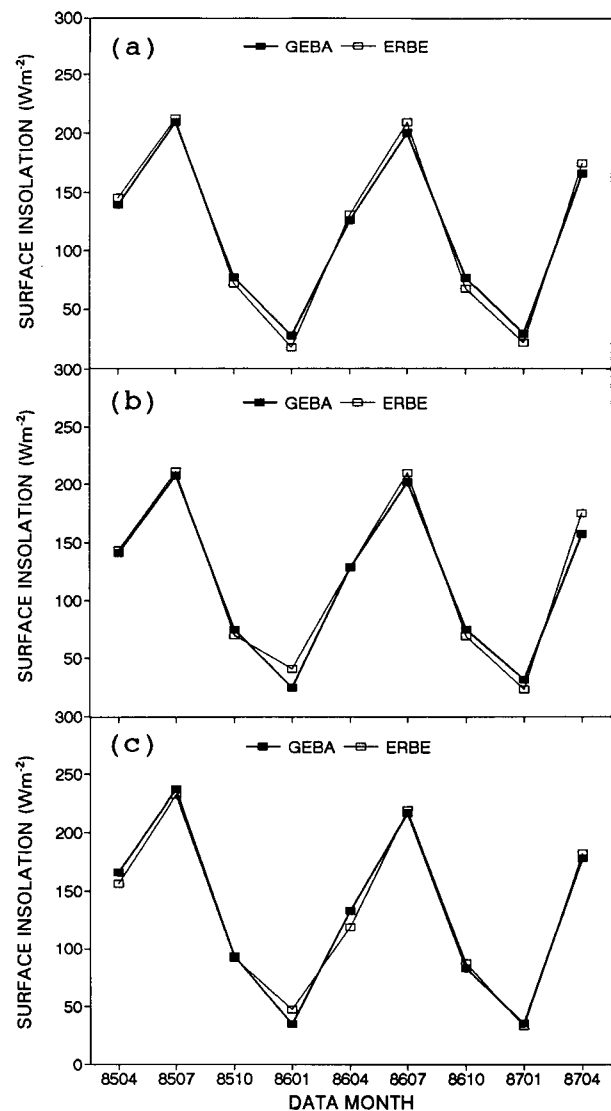 300
(a)
GEBA ERBE
250
200
150
100
50
SURFACE INSOLATION (Wm-2)
300
(b)
GEBA ERBE
250
200
150
100
50
SURFACE INSOLATION (Wm-2)
300
(c)
GEBA ERBE
250
200
150
100
50
0
SURFACE INSOLATION (Wm-2)
8504 8507 8510 8601 8604 8607 8610 8701 8704
DATA MONTH